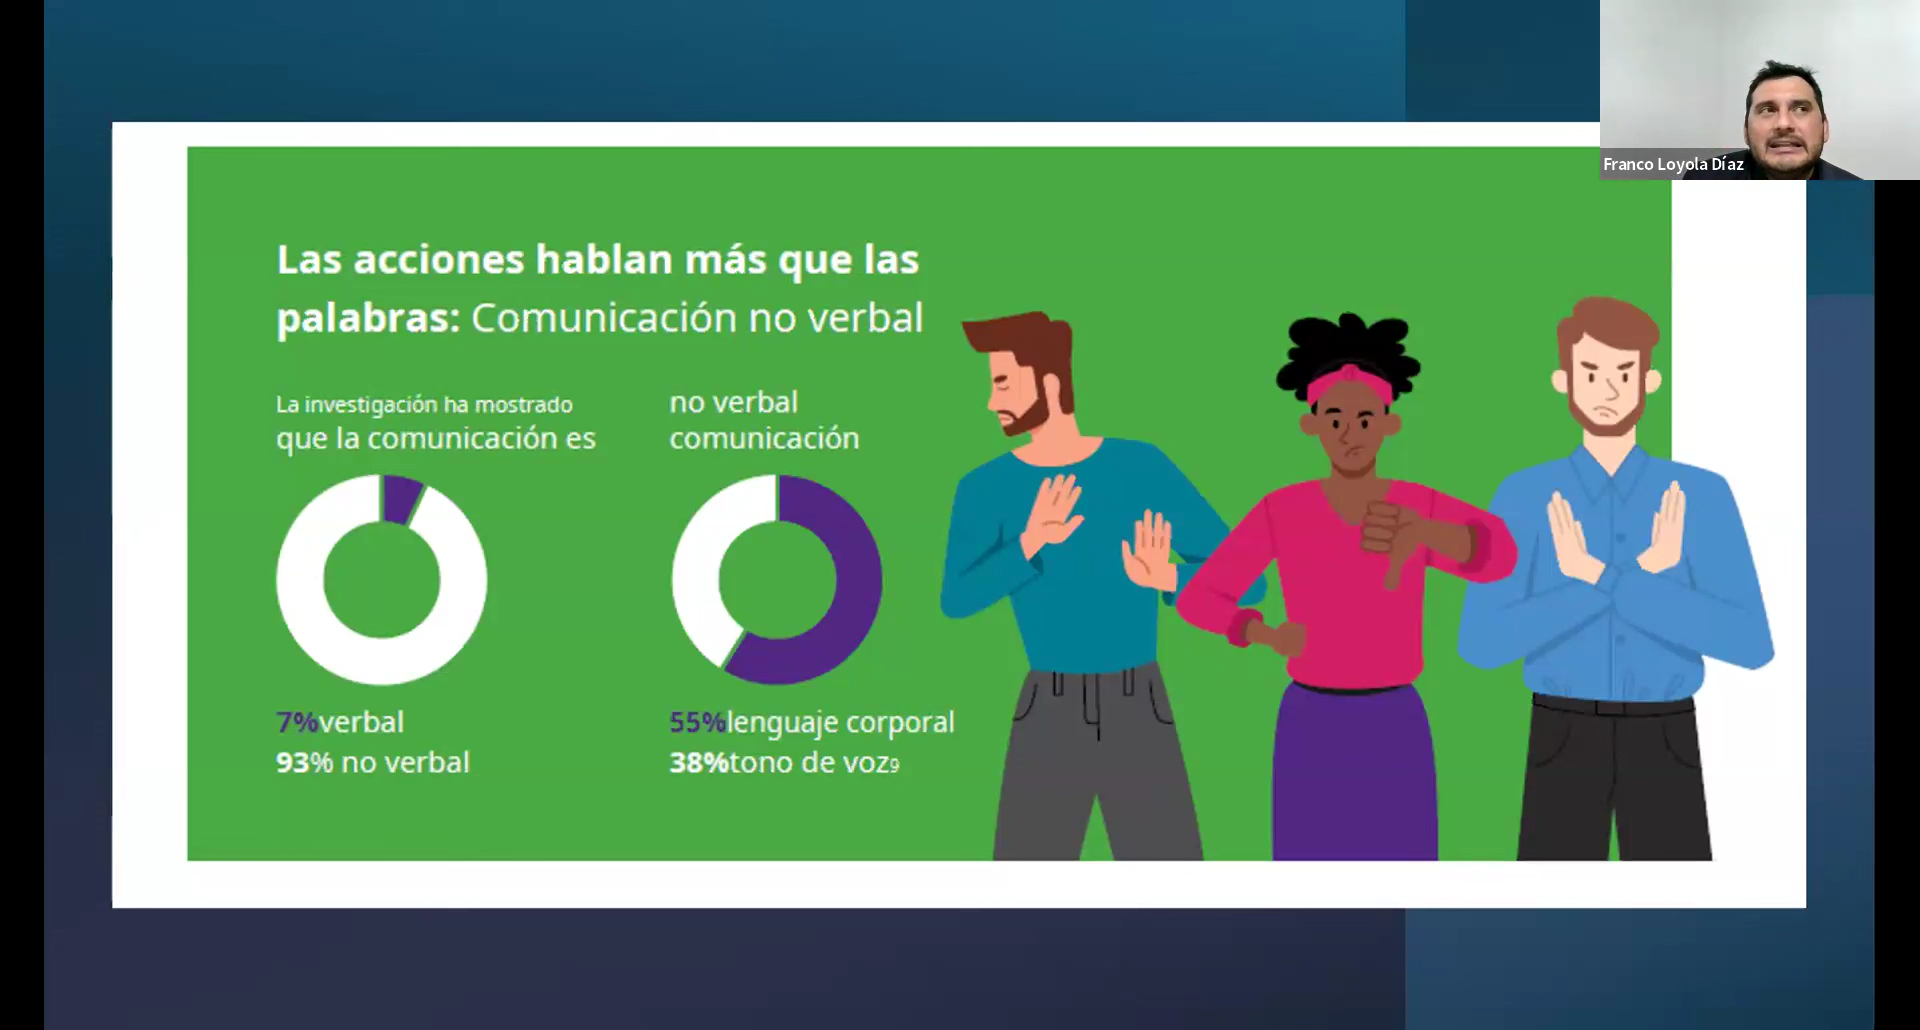 Franco Loyola Díaz
Las acciones hablan más que las
palabras: Comunicación no verbal
La investigación ha mostrado
que la comunicación es
7%verbal
93% no verbal
no verbal
comunicación
55%lenguaje corporal
38%tono de voz9